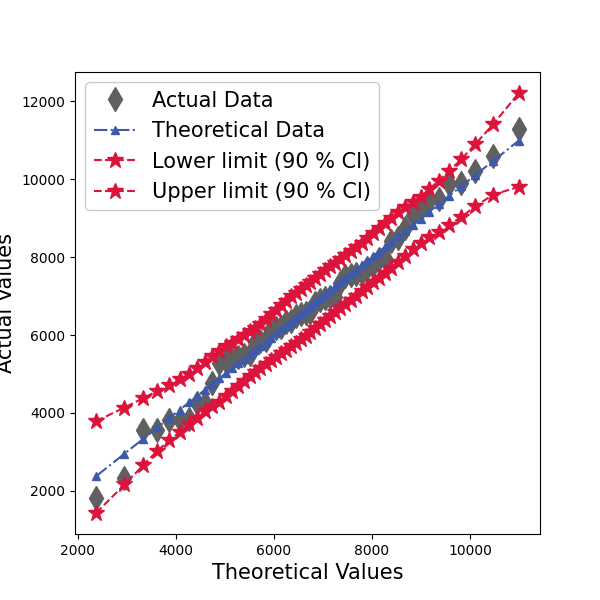 Actual Data
Theoretical Data
Lower limit (90 % CI)
Upper limit (90 % CI)
12000
10000
8000
6000
4000
2000
Actual Values
2000 4000 6000 8000 10000
Theoretical Values